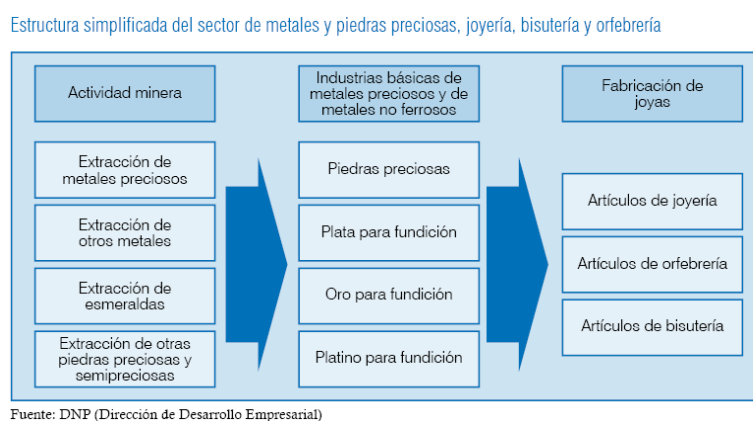 Estructura simplificada del sector de metales y piedras preciosas, joyería, bisutería y orfebrería
Actividad minera
Extracción de
metales preciosos
Extracción de
otros metales
Extracción de
esmeraldas
Extracción de otras
piedras preciosas y
semipreciosas
Industrias básicas de
metales preciosos y de
metales no ferrosos
Piedras preciosas
Plata para fundición
Oro para fundición
Platino para fundición
Fabricación de
joyas
Artículos de joyería
Artículos de orfebrería
Artículos de bisutería
Fuente: DNP (Dirección de Desarrollo Empresarial)